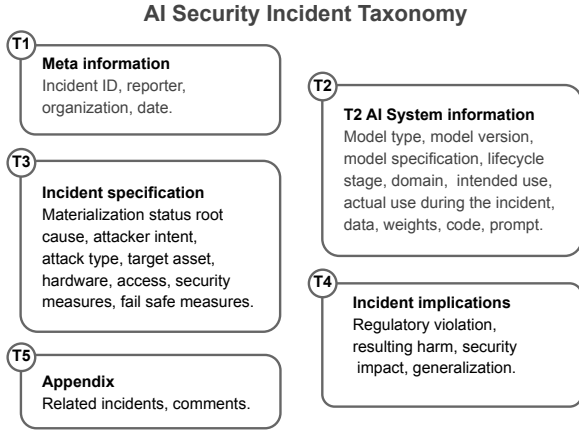 AI Security Incident Taxonomy
T1
Meta information
Incident ID, reporter,
organization, date.
T2
T2 AI System information
Model type, model version,
model specification, lifecycle
stage, domain, intended use,
actual use during the incident,
data, weights, code, prompt.
T3
Incident specification
Materialization status root
cause, attacker intent,
attack type, target asset,
hardware, access, security
measures, fail safe measures.
T4
Incident implications
Regulatory violation,
resulting harm, security
impact, generalization.
T5
Appendix
Related incidents, comments.